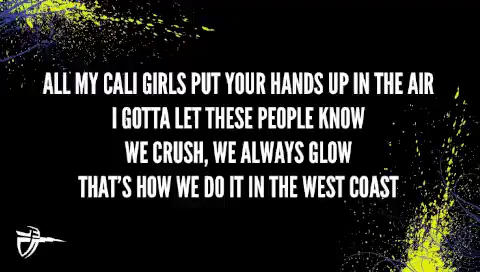 ALL MY CALI GIRLS PUT YOUR HANDS UP IN THE AIR
I GOTTA LET THESE PEOPLE KNOW
WE CRUSH, WE ALWAYS GLOW
THAT'S HOW WE DO IT IN THE WEST COAST